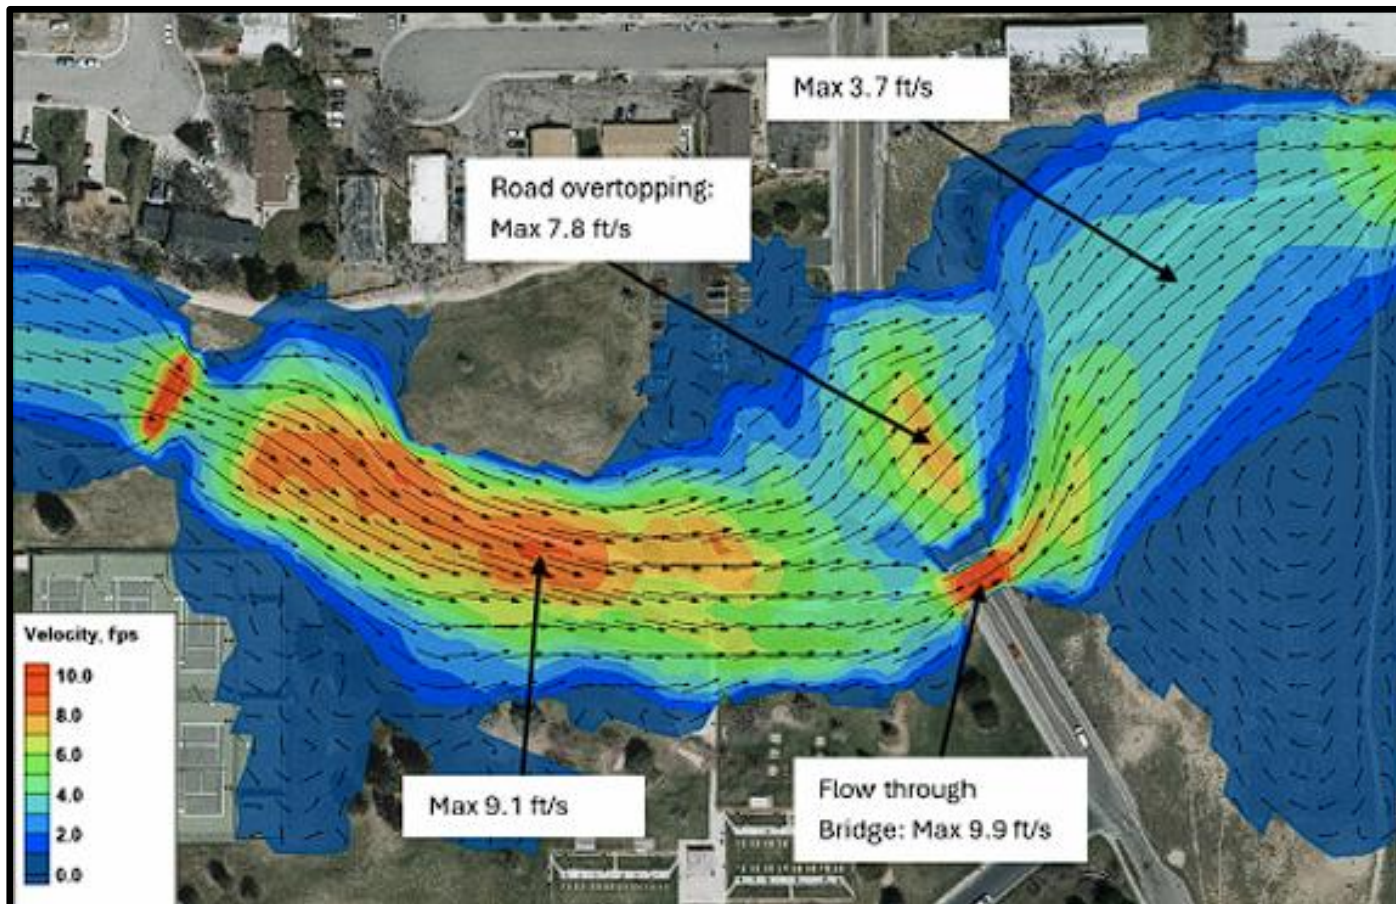 Max 3.7 ft/s
Road overtopping:
Max 7.8 ft/s
Velocity, fps
10.0
8.0
6.0
4.0
2.0
0.0
Max 9.1 ft/s
Flow through
Bridge: Max 9.9 ft/s